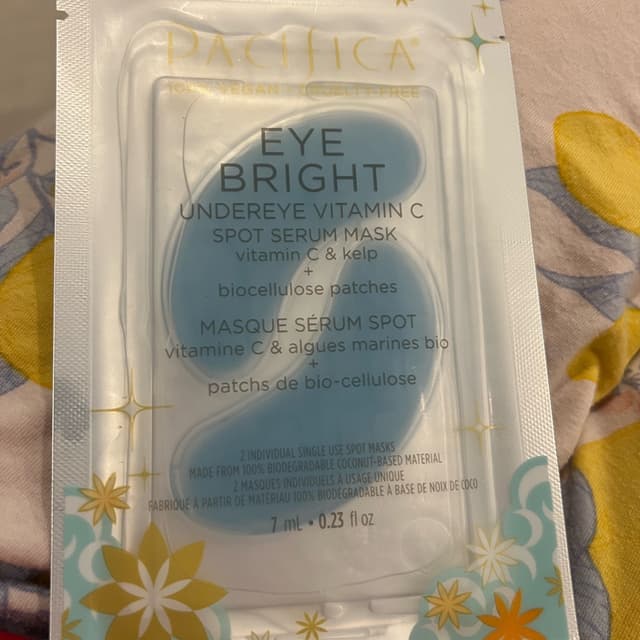 PACIFICA®
100% VEGAN CRUELTY-FREE
EYE
BRIGHT
UNDEREYE VITAMIN C
SPOT SERUM MASK
vitamin C & kelp
+
biocellulose patches
MASQUE SÉRUM SPOT
vitamine C & algues marines bio
+
patchs de bio-cellulose
2 INDIVIDUAL SINGLE USE SPOT MASKS
MADE FROM 100% BIODEGRADABLE COCONUT-BASED MATERIAL
2 MASQUES INDIVIDUELS À USAGE UNIQUE
FABRIQUÉ À PARTIR DE MATERIAU 100% BIODÉGRADABLE À BASE DE NOIX DE COCO
7 mL • 0.23 fl oz